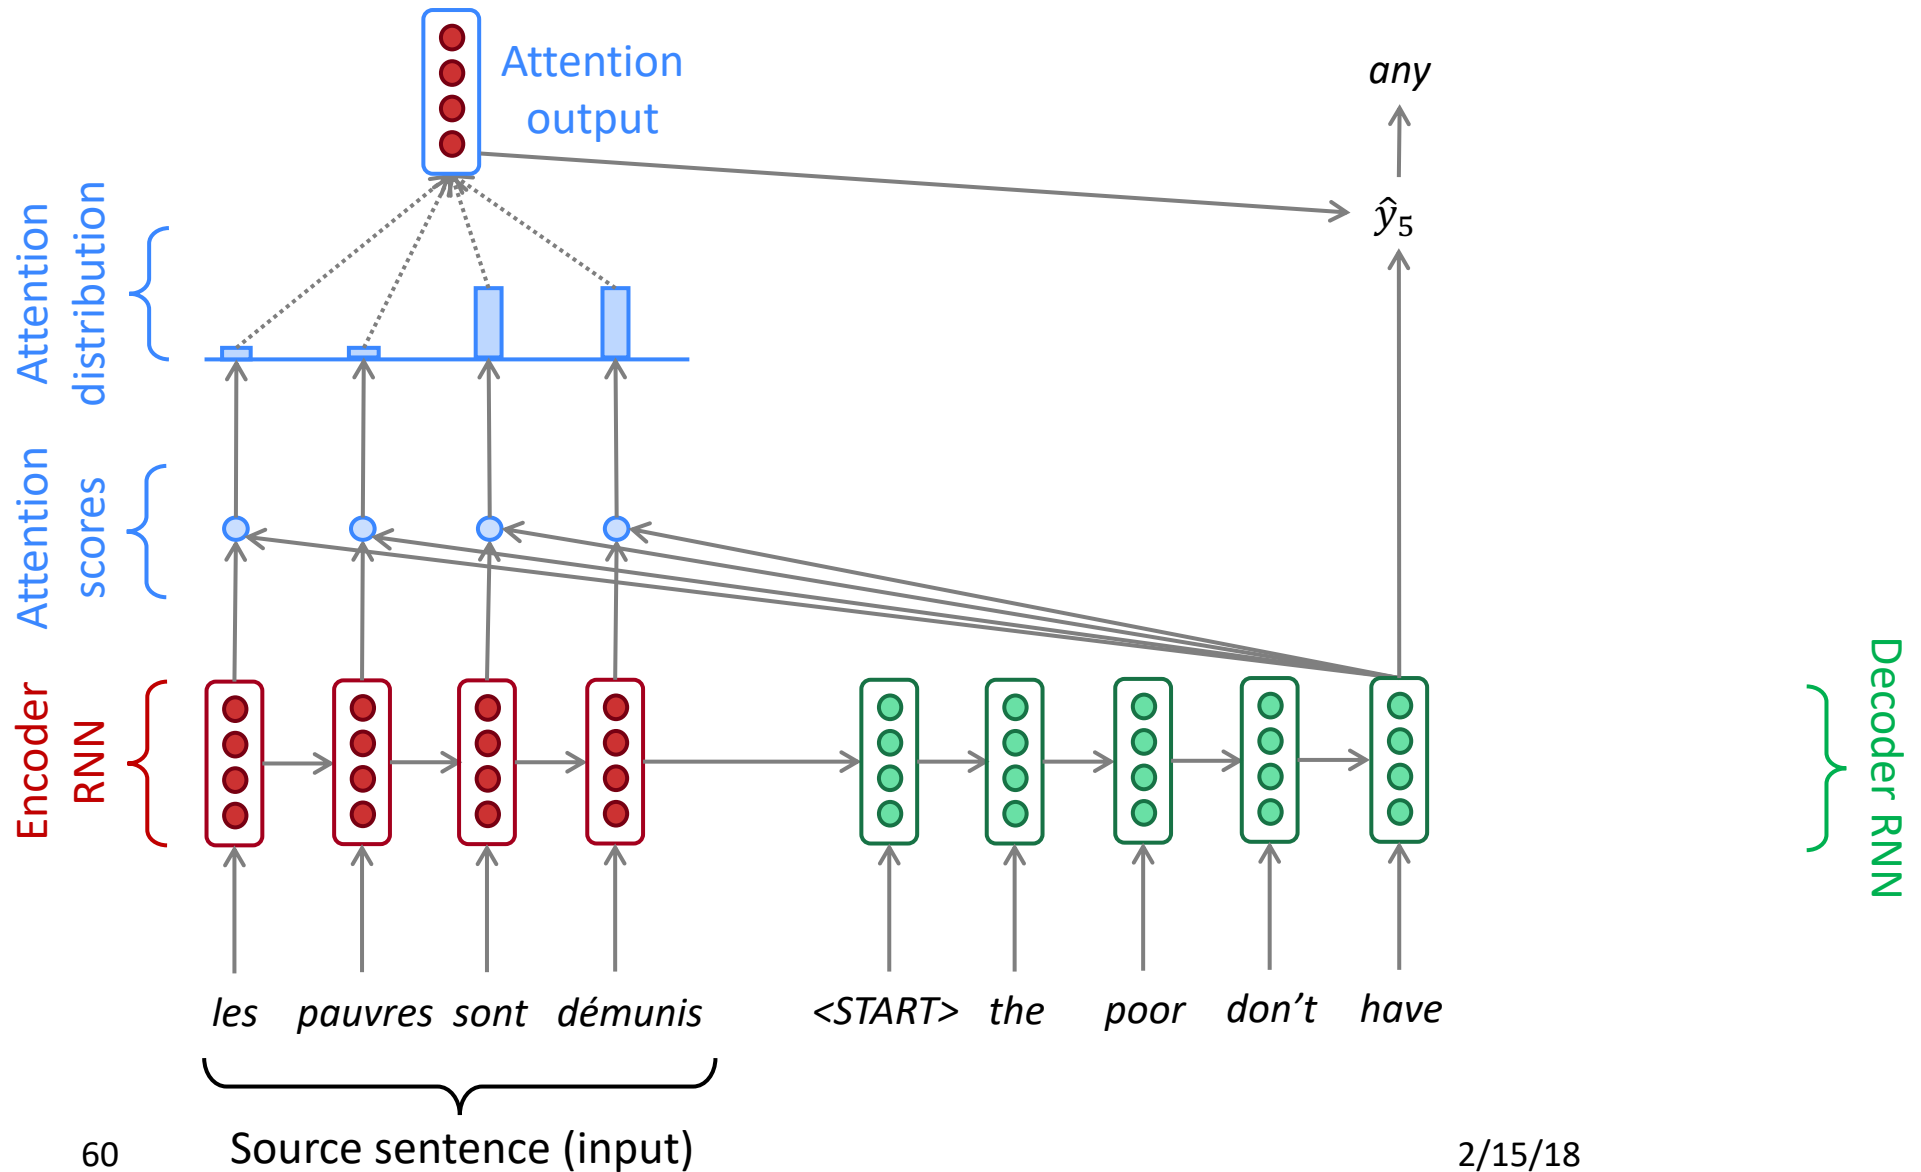 Attention
output
any
ŷ₅
Attention
distribution
Attention
scores
Encoder
RNN
Decoder RNN
les pauvres sont démunis <START> the poor don't have
Source sentence (input)
60
2/15/18